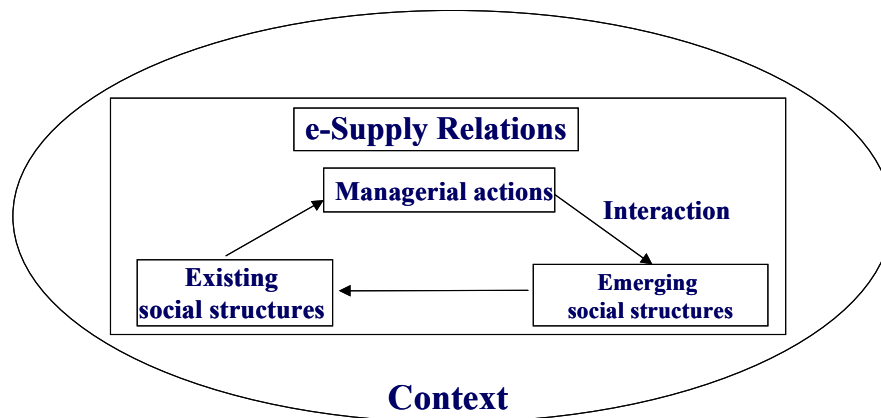 e-Supply Relations
Managerial actions
Interaction
Existing
social structures
Emerging
social structures
Context